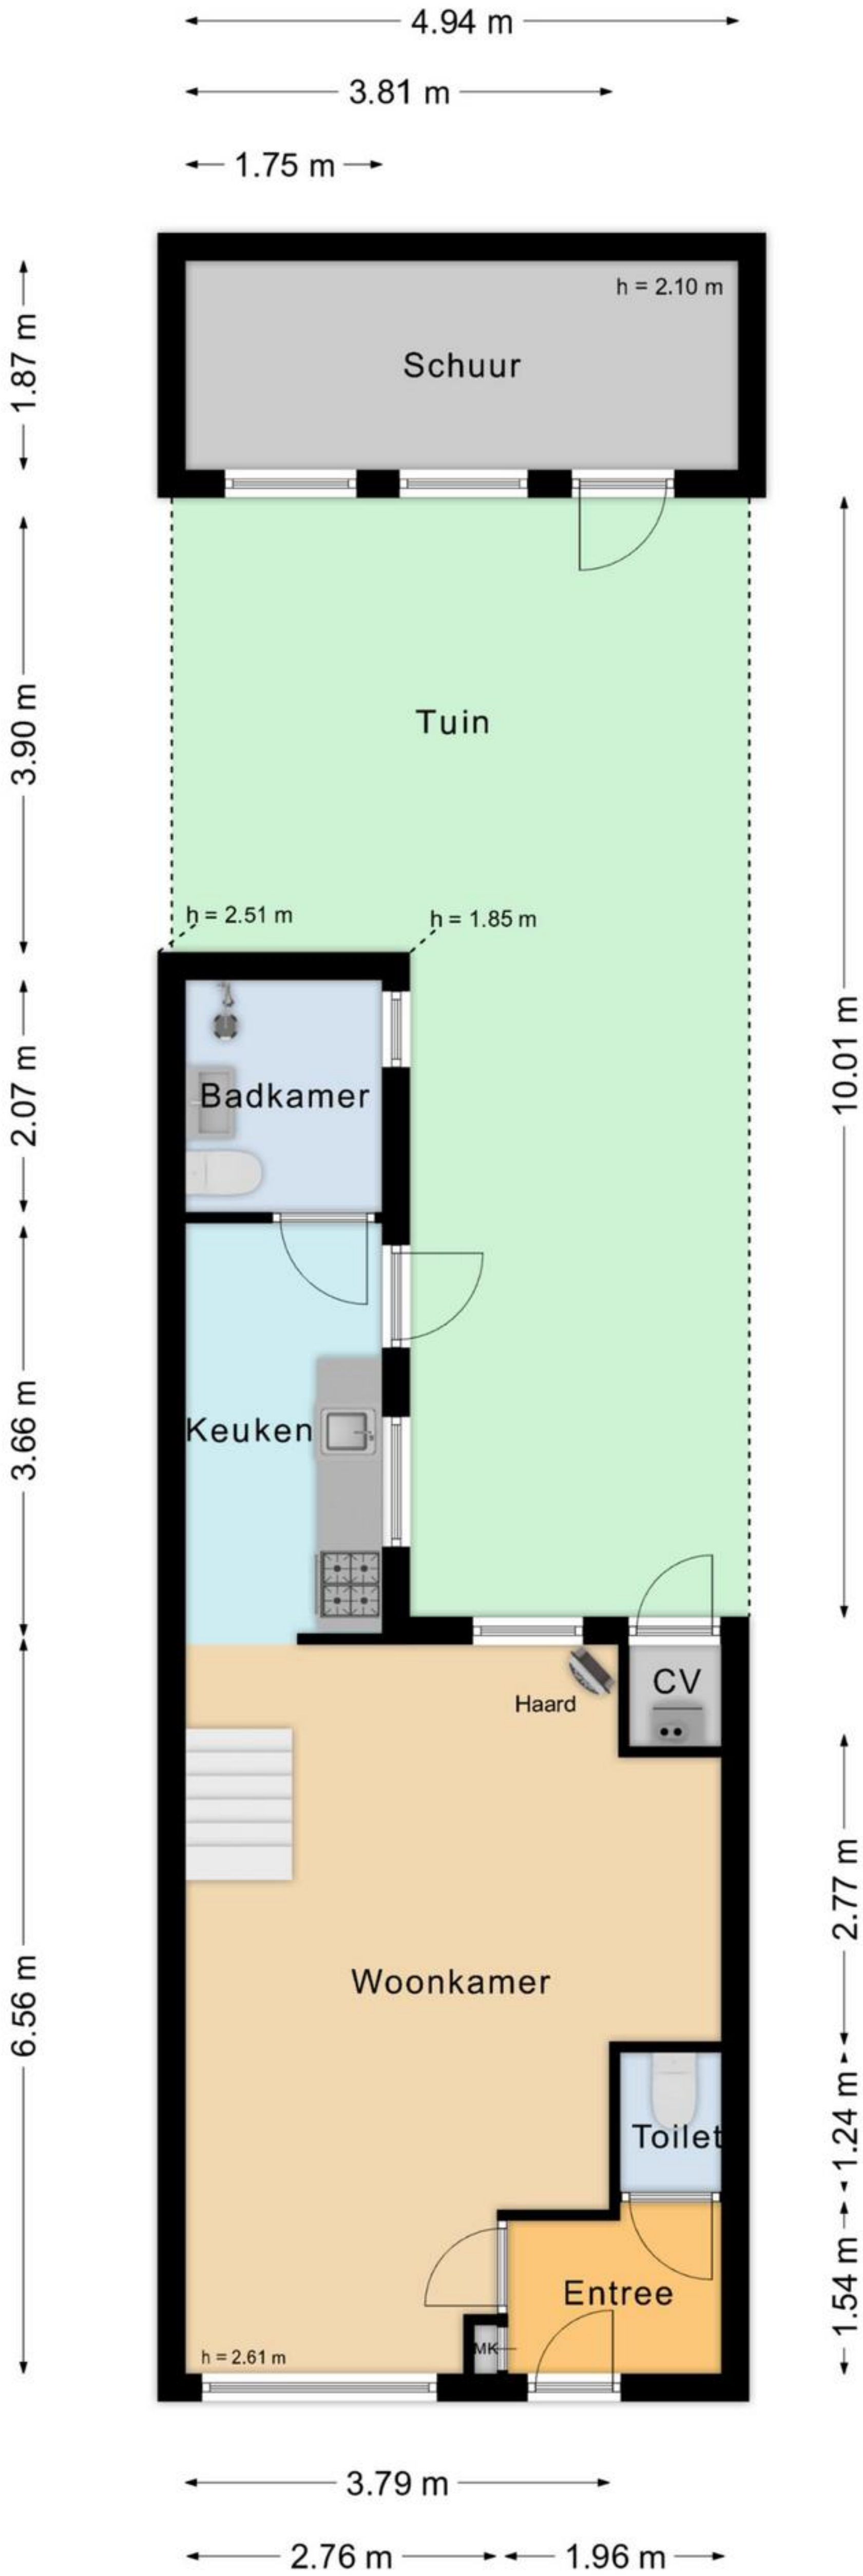 4.94 m
3.81 m
1.75 m
h = 2.10 m
1.87 m
Schuur
3.90 m
Tuin
h = 2.51 m
h = 1.85 m
10.01 m
2.07 m
Badkamer
3.66 m
Keuken
CV
Haard
2.77 m
Woonkamer
6.56 m
1.24 m
Toilet
1.54 m
Entree
MK
h = 2.61 m
3.79 m
2.76 m
1.96 m